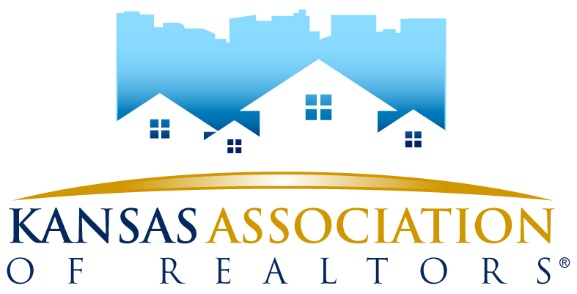 KANSAS ASSOCIATION
OF REALTORS®